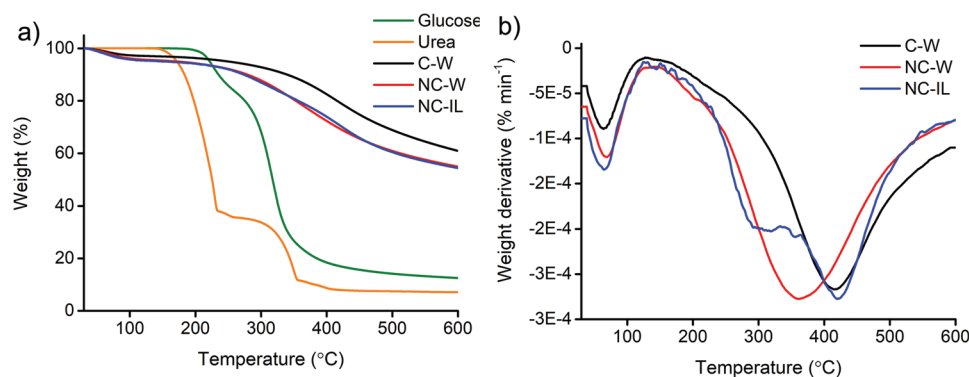 a)
Glucose
Urea
C-W
NC-W
NC-IL
Weight (%)
100
80
60
40
20
0
100 200 300 400 500 600
Temperature (°C)
b)
C-W
NC-W
NC-IL
Weight derivative (% min⁻¹)
0
-5E-5
-1E-4
-2E-4
-2E-4
-3E-4
-3E-4
100 200 300 400 500 600
Temperature (°C)